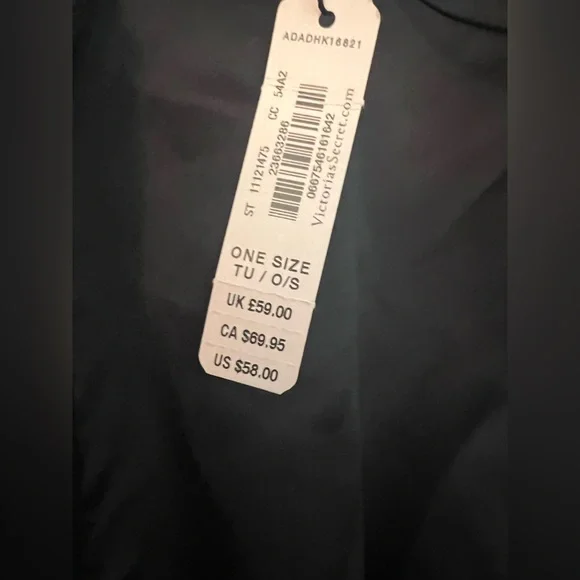 ADADHK16821
ST 11121475 CC 54A2
23663286
0667546161642
VictoriasSecret.com
ONE SIZE
TU / O/S
UK £59.00
CA $69.95
US $58.00